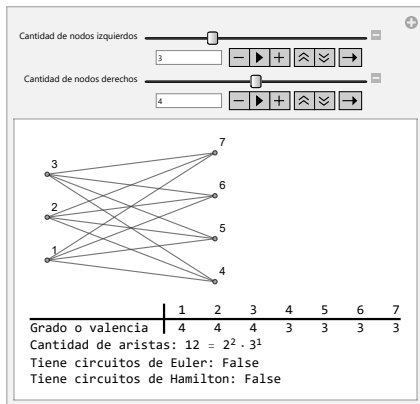 Cantidad de nodos izquierdos
3
Cantidad de nodos derechos
4
7
3
6
2
5
1
4
1 2 3 4 5 6 7
Grado o valencia 4 4 4 3 3 3 3
Cantidad de aristas: 12 = 2² · 3¹
Tiene circuitos de Euler: False
Tiene circuitos de Hamilton: False